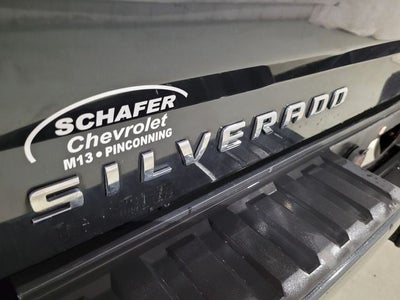 SCHAFER
Chevrolet
M13 • PINCONNING
SILVERADO